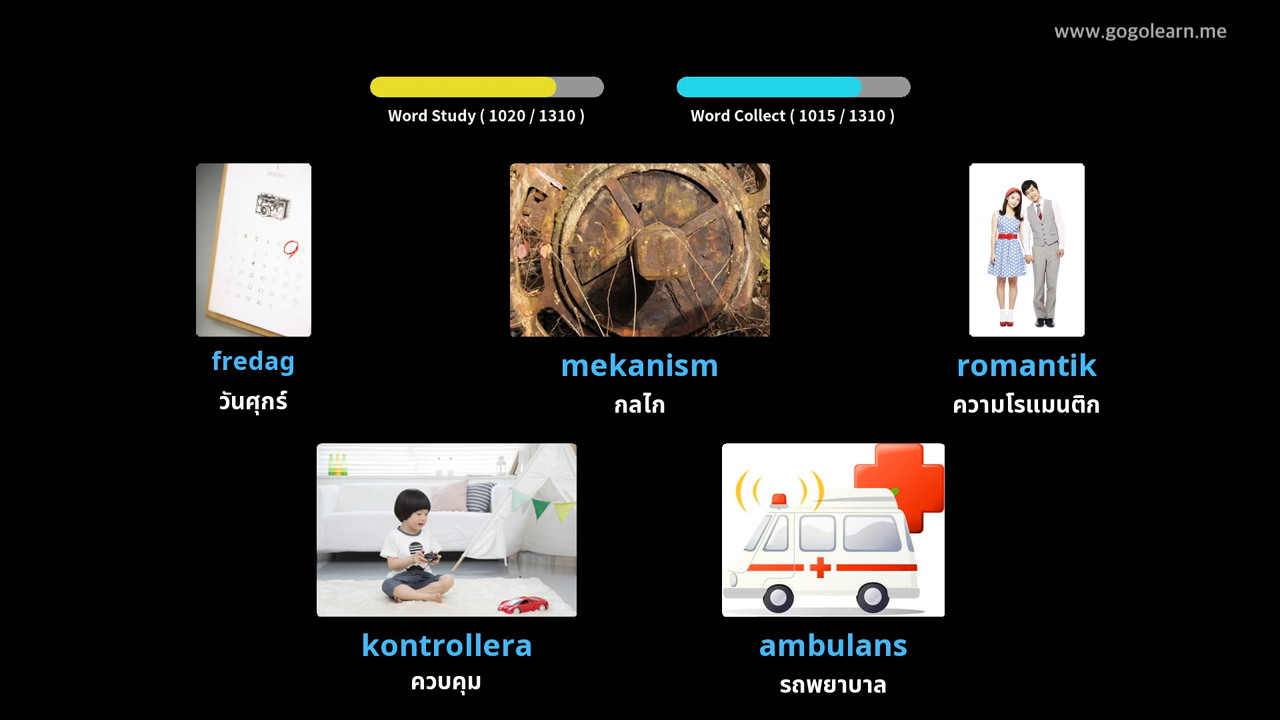 www.gogolearn.me
Word Study ( 1020 / 1310 )
Word Collect ( 1015 / 1310 )
fredag
วันศุกร์
mekanism
กลไก
romantik
ความโรแมนติก
kontrollera
ควบคุม
ambulans
รถพยาบาล